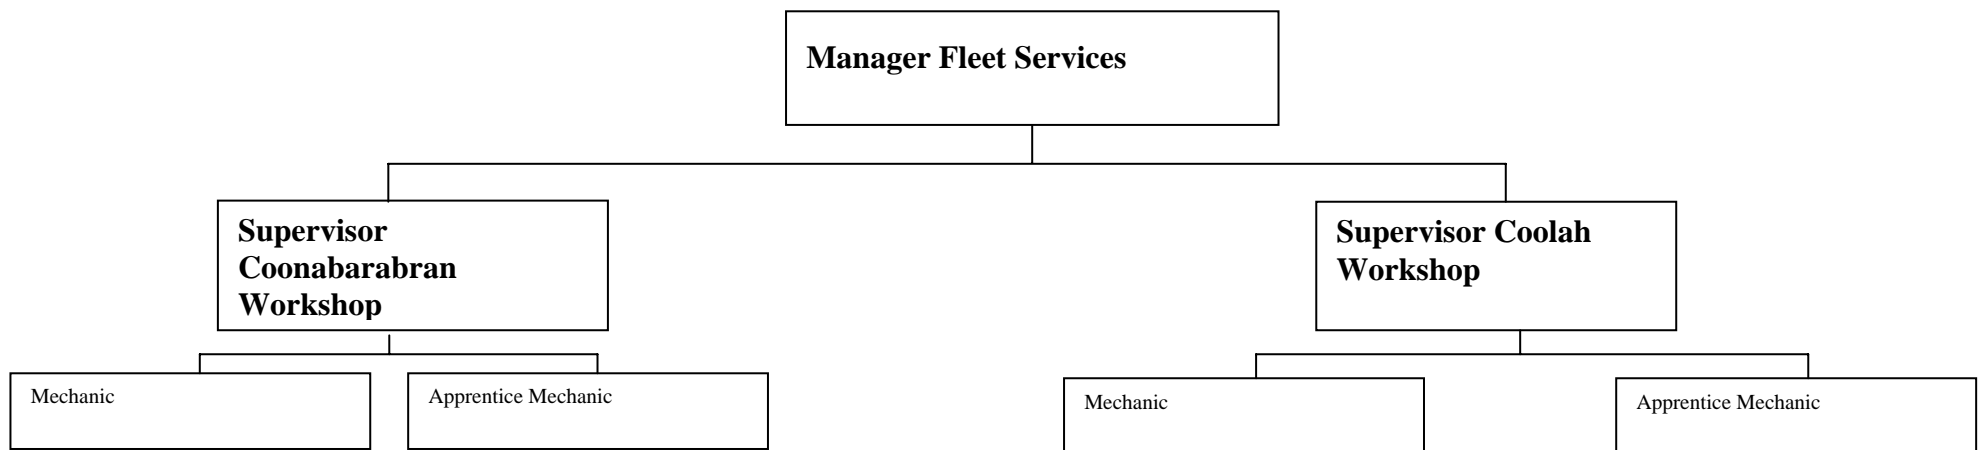 Manager Fleet Services
Supervisor
Coonabarabran
Workshop
Supervisor Coolah
Workshop
Mechanic
Apprentice Mechanic
Mechanic
Apprentice Mechanic